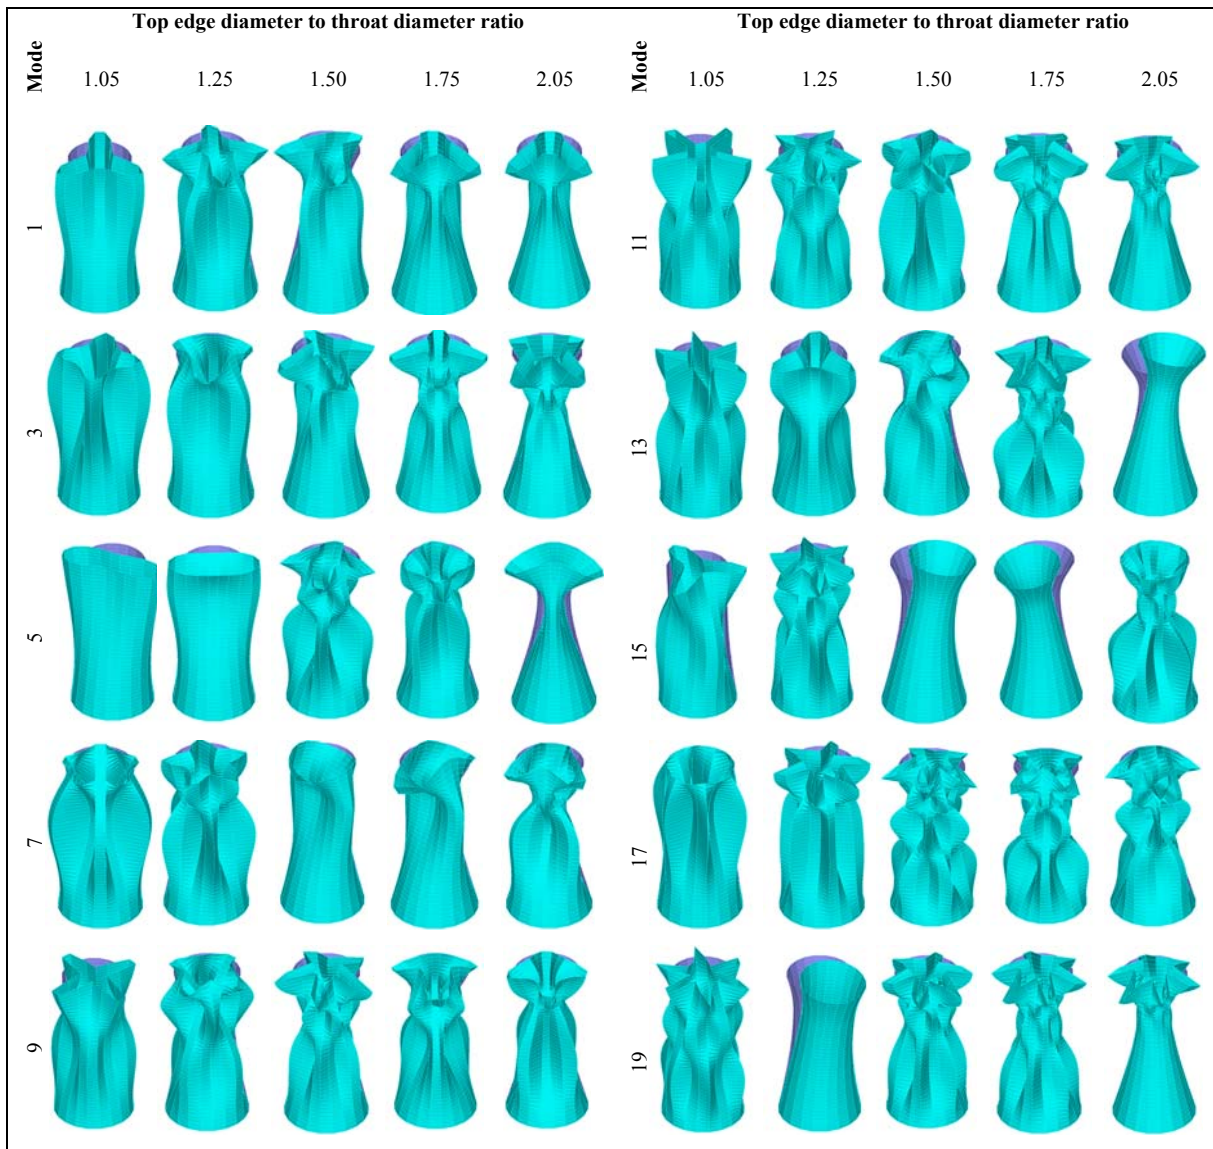 Top edge diameter to throat diameter ratio
Mode 1.05 1.25 1.50 1.75 2.05
1
3
5
7
9
Top edge diameter to throat diameter ratio
Mode 1.05 1.25 1.50 1.75 2.05
11
13
15
17
19